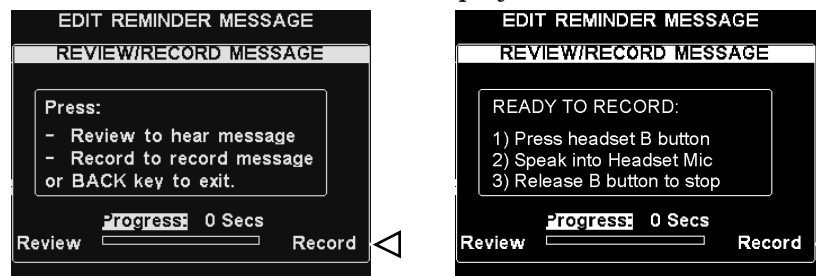 EDIT REMINDER MESSAGE
REVIEW/RECORD MESSAGE
Press:
- Review to hear message
- Record to record message
or BACK key to exit.
Progress: 0 Secs
Review Record
EDIT REMINDER MESSAGE
REVIEW/RECORD MESSAGE
READY TO RECORD:
1) Press headset B button
2) Speak into Headset Mic
3) Release B button to stop
Progress: 0 Secs
Review Record